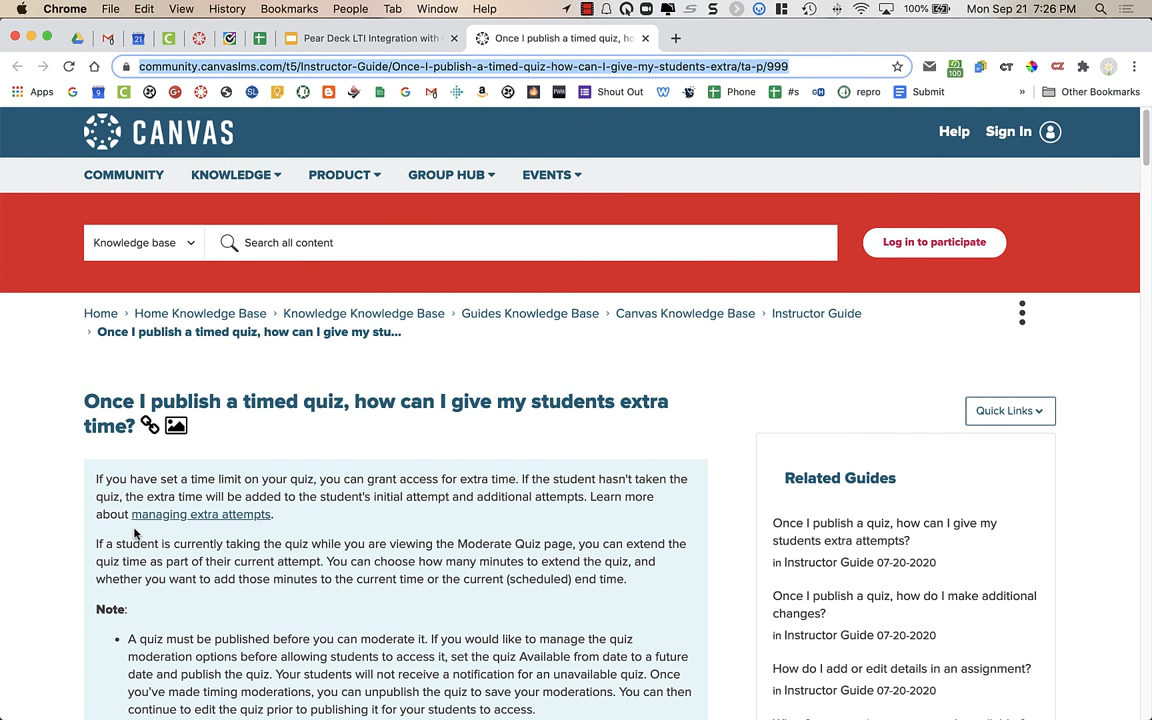 Chrome File Edit View History Bookmarks People Tab Window Help 100% Mon Sep 21 7:26 PM
Pear Deck LTI Integration with Once I publish a timed quiz, ho
community.canvaslms.com/t5/Instructor-Guide/Once-I-publish-a-timed-quiz-how-can-I-give-my-students-extra/ta-p/999
Apps Shout Out Phone #s repro Submit » Other Bookmarks
CANVAS Help Sign In
COMMUNITY KNOWLEDGE PRODUCT GROUP HUB EVENTS
Knowledge base Search all content Log in to participate
Home › Home Knowledge Base › Knowledge Knowledge Base › Guides Knowledge Base › Canvas Knowledge Base › Instructor Guide
› Once I publish a timed quiz, how can I give my stu...
Once I publish a timed quiz, how can I give my students extra
time?
Quick Links
If you have set a time limit on your quiz, you can grant access for extra time. If the student hasn't taken the
quiz, the extra time will be added to the student's initial attempt and additional attempts. Learn more
about managing extra attempts.
If a student is currently taking the quiz while you are viewing the Moderate Quiz page, you can extend the
quiz time as part of their current attempt. You can choose how many minutes to extend the quiz, and
whether you want to add those minutes to the current time or the current (scheduled) end time.
Note:
• A quiz must be published before you can moderate it. If you would like to manage the quiz
moderation options before allowing students to access it, set the quiz Available from date to a future
date and publish the quiz. Your students will not receive a notification for an unavailable quiz. Once
you've made timing moderations, you can unpublish the quiz to save your moderations. You can then
continue to edit the quiz prior to publishing it for your students to access.
Related Guides
Once I publish a quiz, how can I give my
students extra attempts?
in Instructor Guide 07-20-2020
Once I publish a quiz, how do I make additional
changes?
in Instructor Guide 07-20-2020
How do I add or edit details in an assignment?
in Instructor Guide 07-20-2020